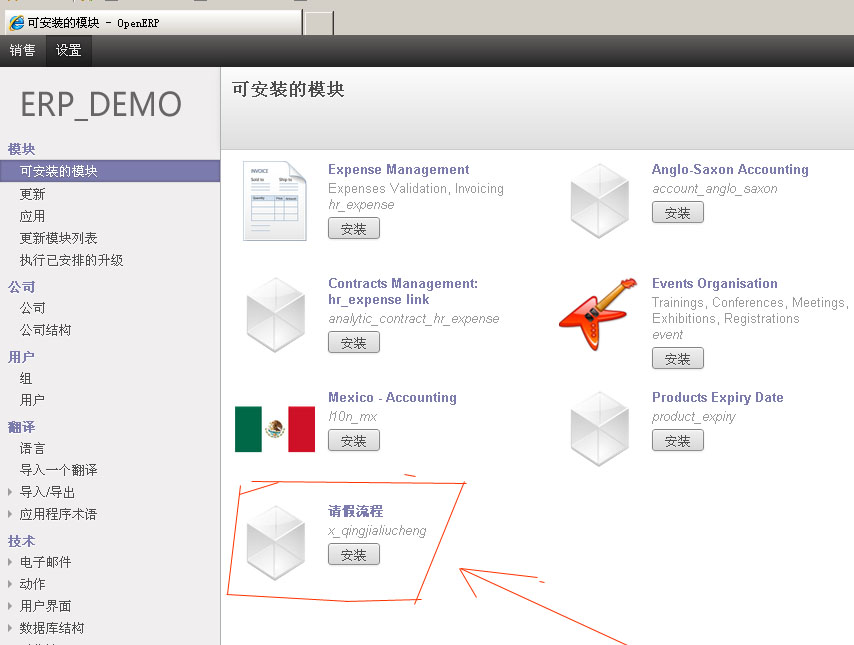 可安装的模块 - OpenERP
销售 设置
ERP_DEMO
模块
可安装的模块
更新
应用
更新模块列表
执行已安排的升级
公司
公司
公司结构
用户
组
用户
翻译
语言
导入一个翻译
导入/导出
应用程序术语
技术
电子邮件
动作
用户界面
数据库结构
可安装的模块
INVOICE
Expense Management
Expenses Validation, Invoicing
hr_expense
安装
Anglo-Saxon Accounting
account_anglo_saxon
安装
Contracts Management:
hr_expense link
analytic_contract_hr_expense
安装
Events Organisation
Trainings, Conferences, Meetings,
Exhibitions, Registrations
event
安装
Mexico - Accounting
l10n_mx
安装
Products Expiry Date
product_expiry
安装
请假流程
x_qingjialiucheng
安装